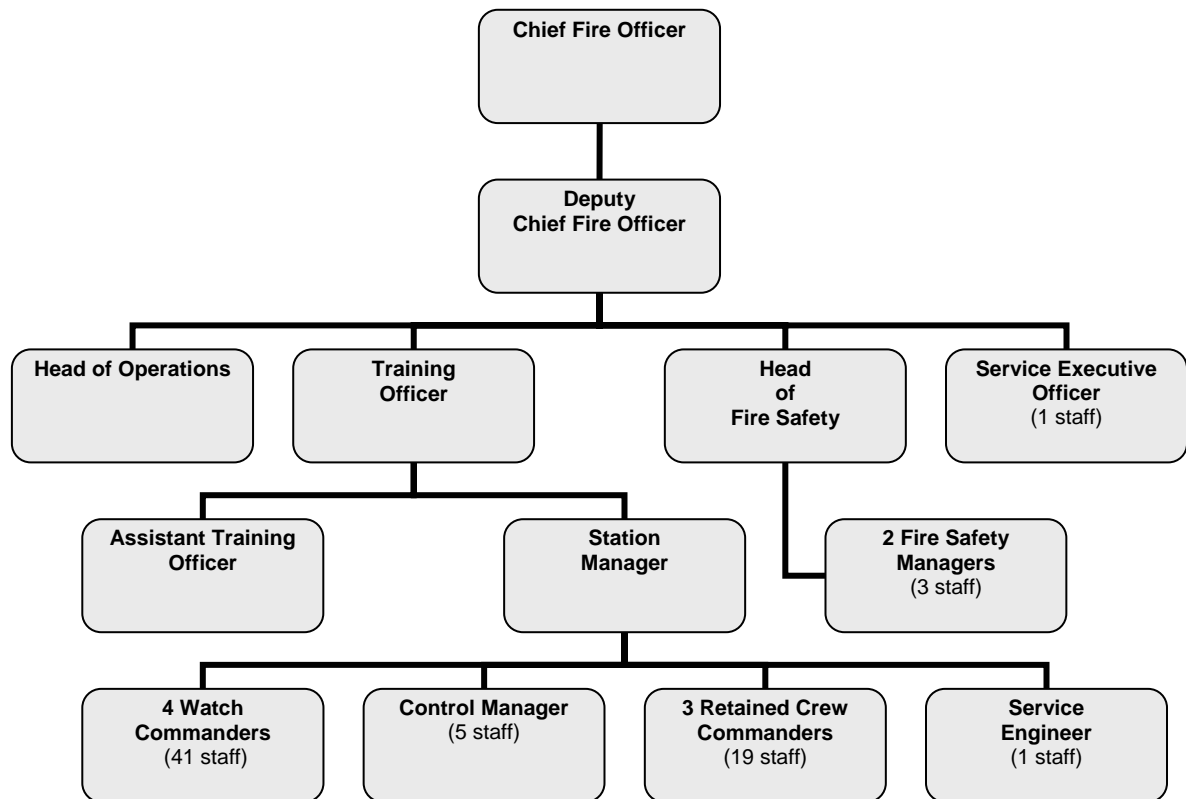 Chief Fire Officer
Deputy
Chief Fire Officer
Head of Operations
Training
Officer
Head
of
Fire Safety
Service Executive
Officer
(1 staff)
Assistant Training
Officer
Station
Manager
2 Fire Safety
Managers
(3 staff)
4 Watch
Commanders
(41 staff)
Control Manager
(5 staff)
3 Retained Crew
Commanders
(19 staff)
Service
Engineer
(1 staff)